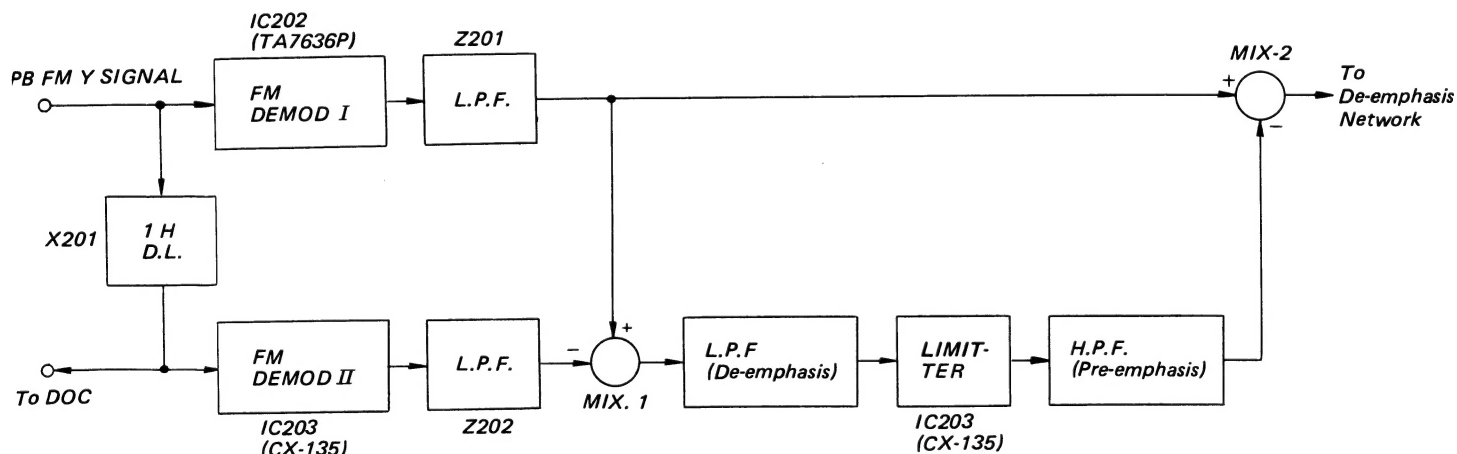 IC202
(TA7636P)
Z201
MIX-2
PB FM Y SIGNAL
FM
DEMOD I
L.P.F.
+
−
To
De-emphasis
Network
X201
1 H
D.L.
To DOC
FM
DEMOD II
IC203
(CX-135)
L.P.F.
Z202
+
−
MIX. 1
L.P.F
(De-emphasis)
LIMIT-
TER
IC203
(CX-135)
H.P.F.
(Pre-emphasis)